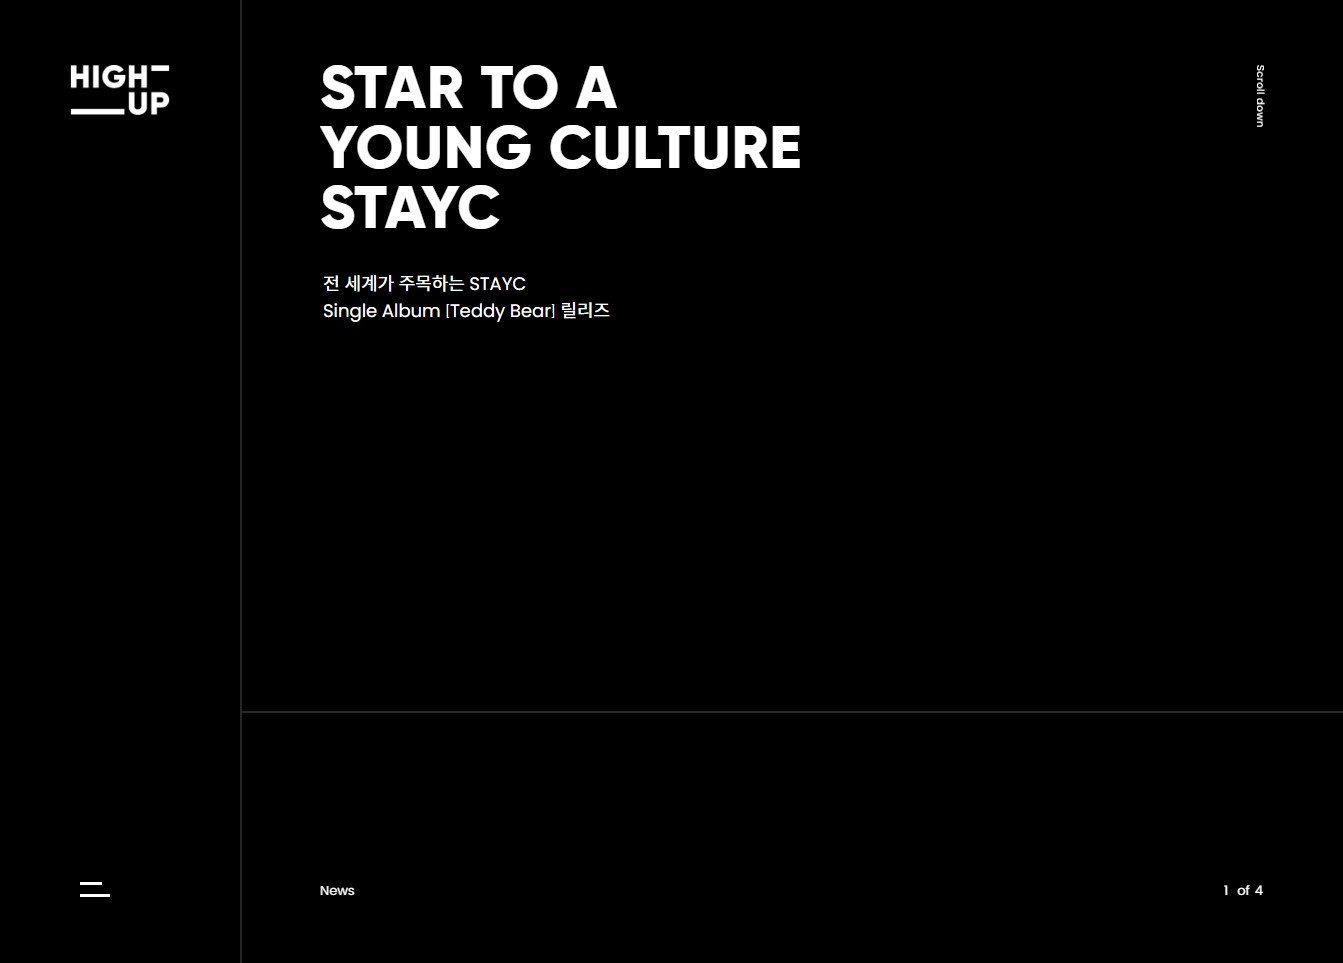 HIGH
UP
STAR TO A
YOUNG CULTURE
STAYC
Scroll down
전 세계가 주목하는 STAYC
Single Album [Teddy Bear] 릴리즈
News
1 of 4